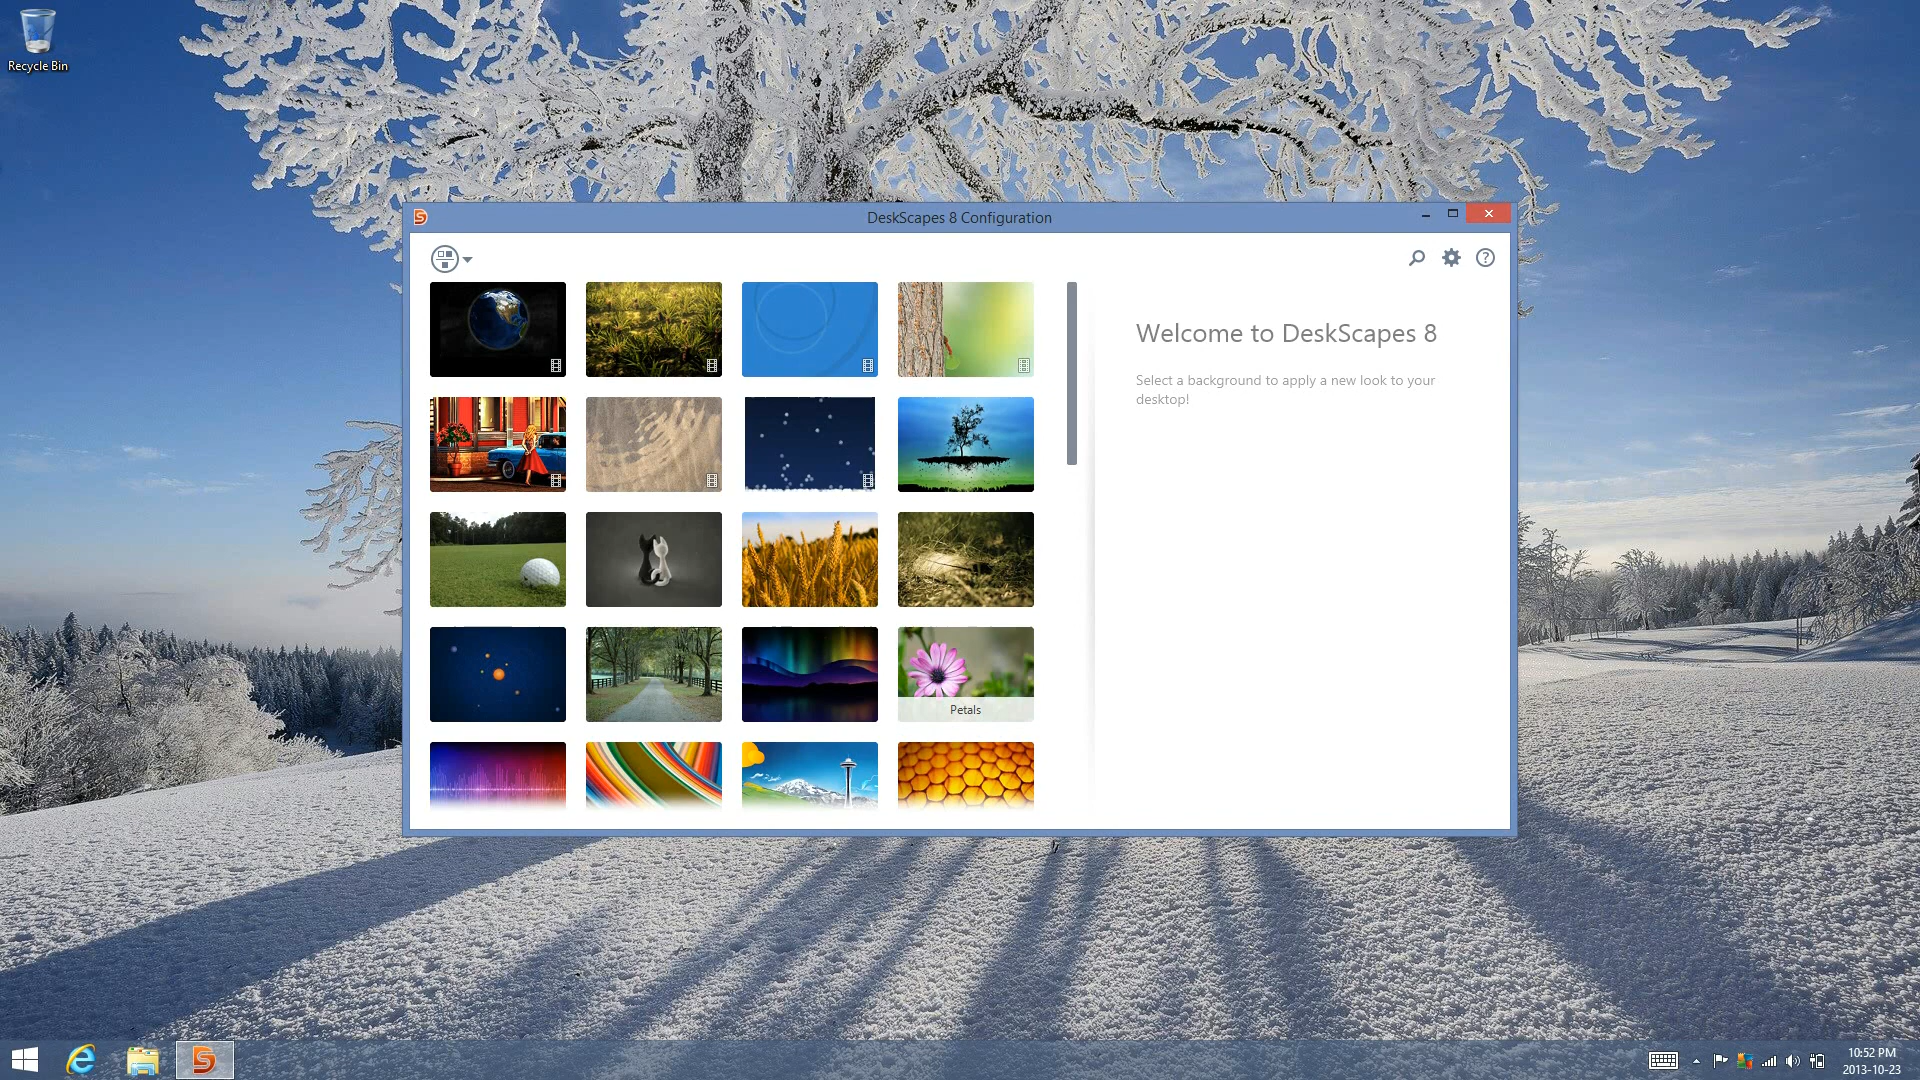 Recycle Bin
DeskScapes 8 Configuration
Welcome to DeskScapes 8
Select a background to apply a new look to your
desktop!
Petals
10:52 PM
2013-10-23